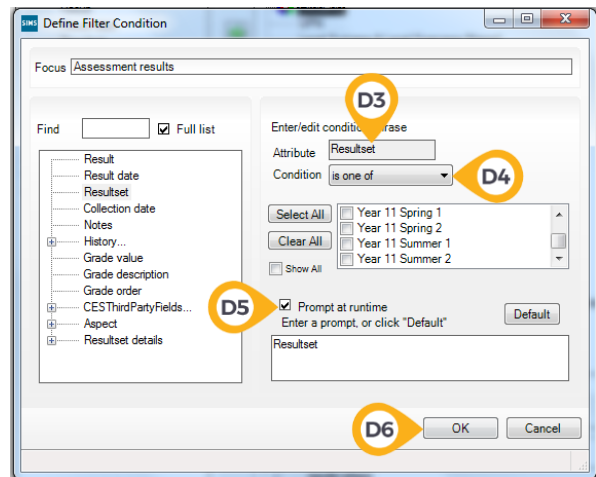 SIMS Define Filter Condition
Focus Assessment results
D3
Find Full list
Result
Result date
Resultset
Collection date
Notes
History...
Grade value
Grade description
Grade order
CESThirdPartyFields...
Aspect
Resultset details
Enter/edit condition rase
Attribute Resultset
Condition is one of
D4
Select All
Clear All
Show All
Year 11 Spring 1
Year 11 Spring 2
Year 11 Summer 1
Year 11 Summer 2
D5
Prompt at runtime
Enter a prompt, or click "Default"
Default
Resultset
D6
OK Cancel